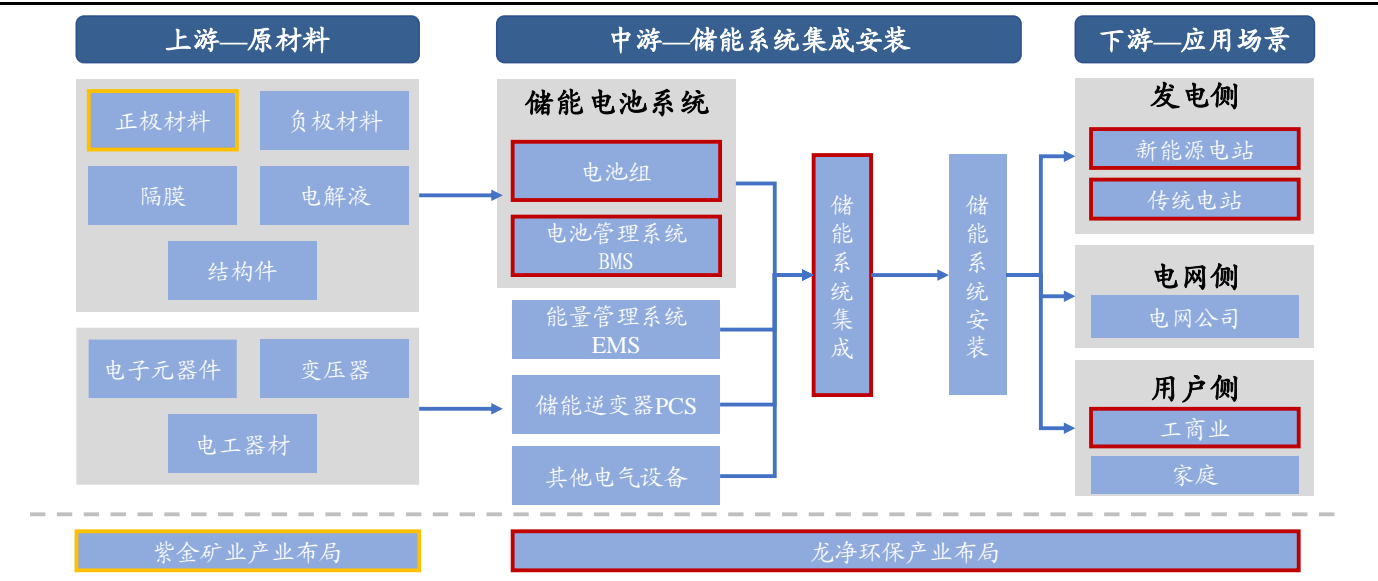 上游—原材料
正极材料
负极材料
隔膜
电解液
结构件
电子元器件
变压器
电工器材
中游—储能系统集成安装
储能电池系统
电池组
电池管理系统
BMS
能量管理系统
EMS
储能逆变器PCS
其他电气设备
储能系统集成
储能系统安装
下游—应用场景
发电侧
新能源电站
传统电站
电网侧
电网公司
用户侧
工商业
家庭
紫金矿业产业布局
龙净环保产业布局